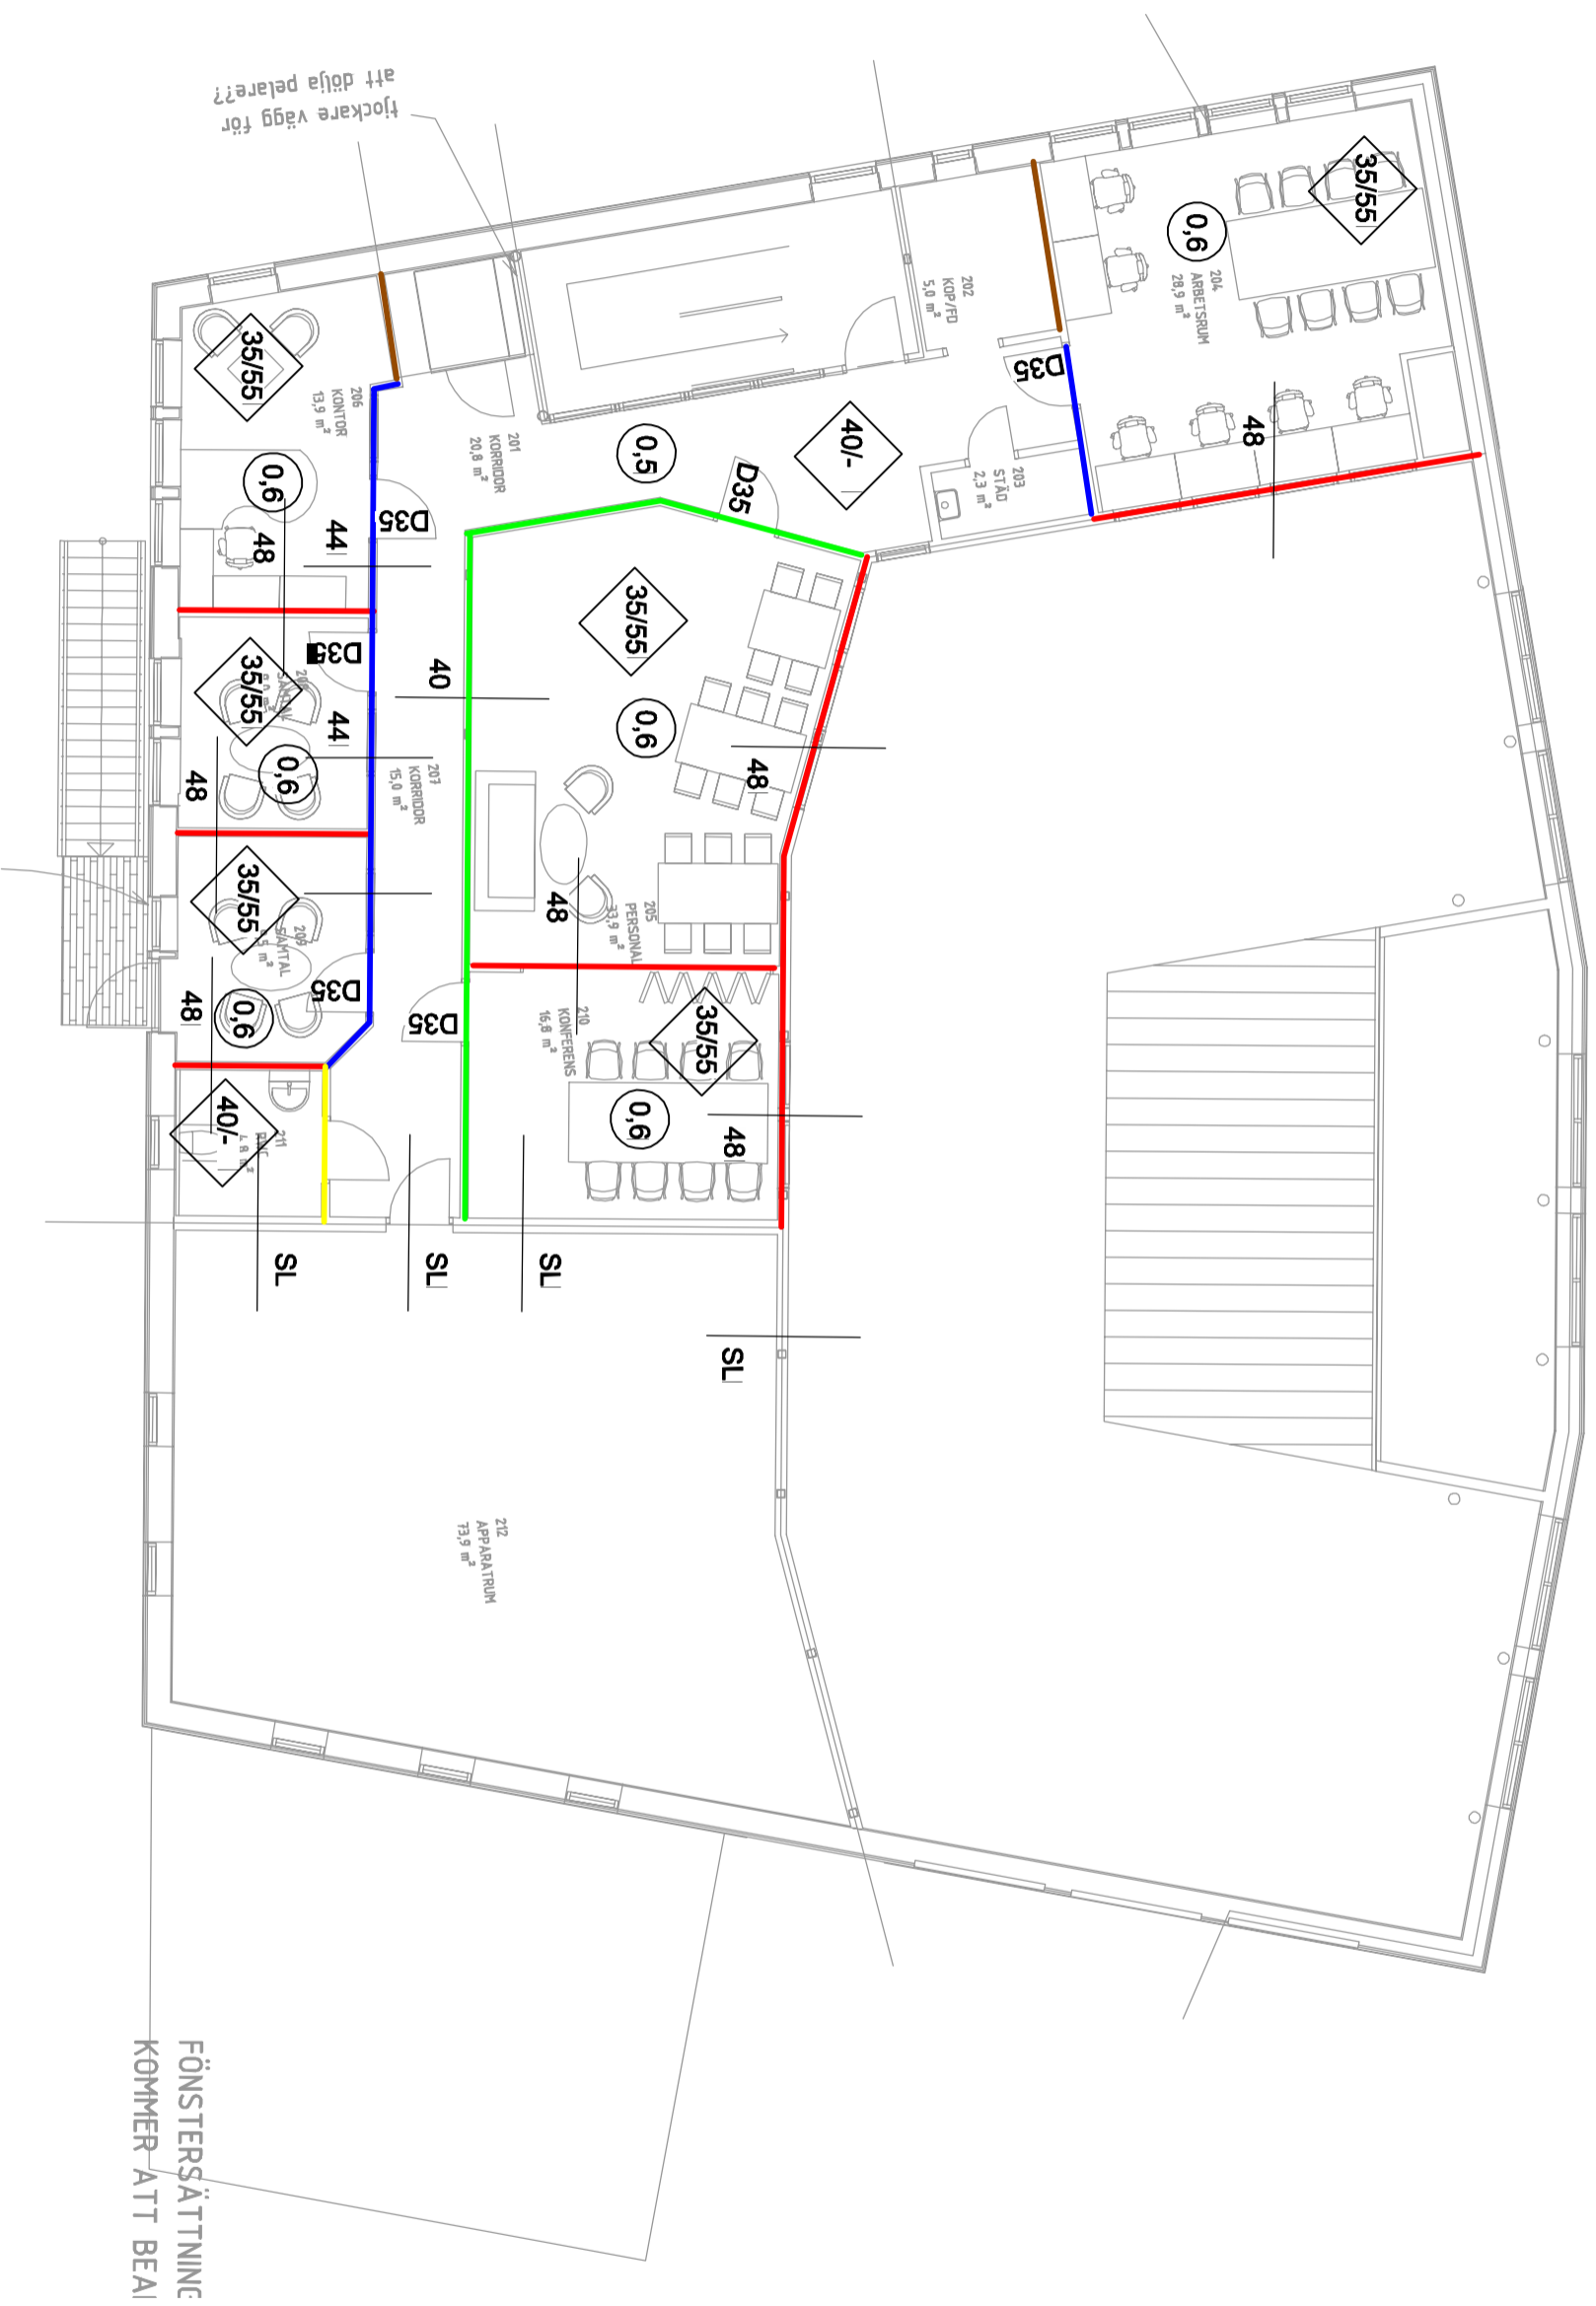 tjockare vägg för
att dölja pelare??
35/55
0,6
204
ARBETSRUM
28,9 m²
202
KOP/FD
5,0 m²
D35
48
203
STÄD
2,3 m²
40/-
0,5
D35
201
KORRIDOR
20,8 m²
35/55
206
KONTOR
13,9 m²
0,6
D35
44
48
35/55
D35
SAMTAL
44
0,6
48
40
207
KORRIDOR
15,0 m²
35/55
0,6
48
48
205
PERSONAL
33,9 m²
35/55
209
SAMTAL
D35
0,6
48
D35
210
KONFERENS
16,8 m²
35/55
0,6
48
40/-
211
SL
SL
SL
SL
212
APPARATRUM
73,9 m²
FÖNSTERSÄTTNING
KOMMER ATT